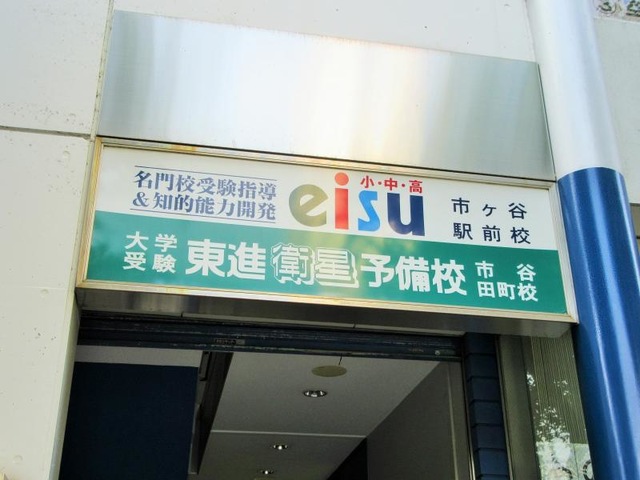 名門校受験指導
&知的能力開発
小・中・高
eisu
市ヶ谷
駅前校
大学
受験
東進衛星予備校
市谷
田町校